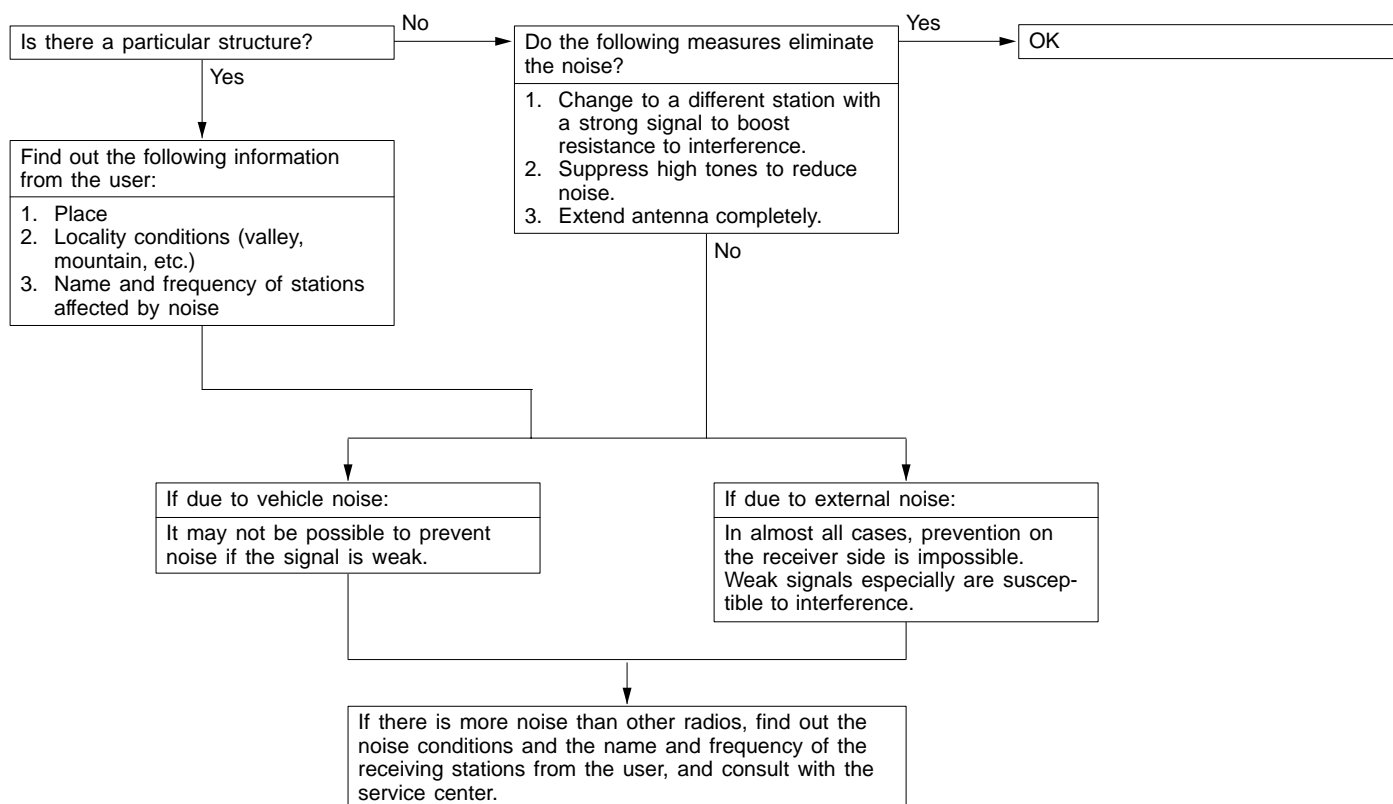 Is there a particular structure?
No
Do the following measures eliminate
the noise?
Yes
OK
Yes
1. Change to a different station with
a strong signal to boost
resistance to interference.
2. Suppress high tones to reduce
noise.
3. Extend antenna completely.
Find out the following information
from the user:
1. Place
2. Locality conditions (valley,
mountain, etc.)
3. Name and frequency of stations
affected by noise
No
If due to vehicle noise:
It may not be possible to prevent
noise if the signal is weak.
If due to external noise:
In almost all cases, prevention on
the receiver side is impossible.
Weak signals especially are suscep-
tible to interference.
If there is more noise than other radios, find out the
noise conditions and the name and frequency of the
receiving stations from the user, and consult with the
service center.